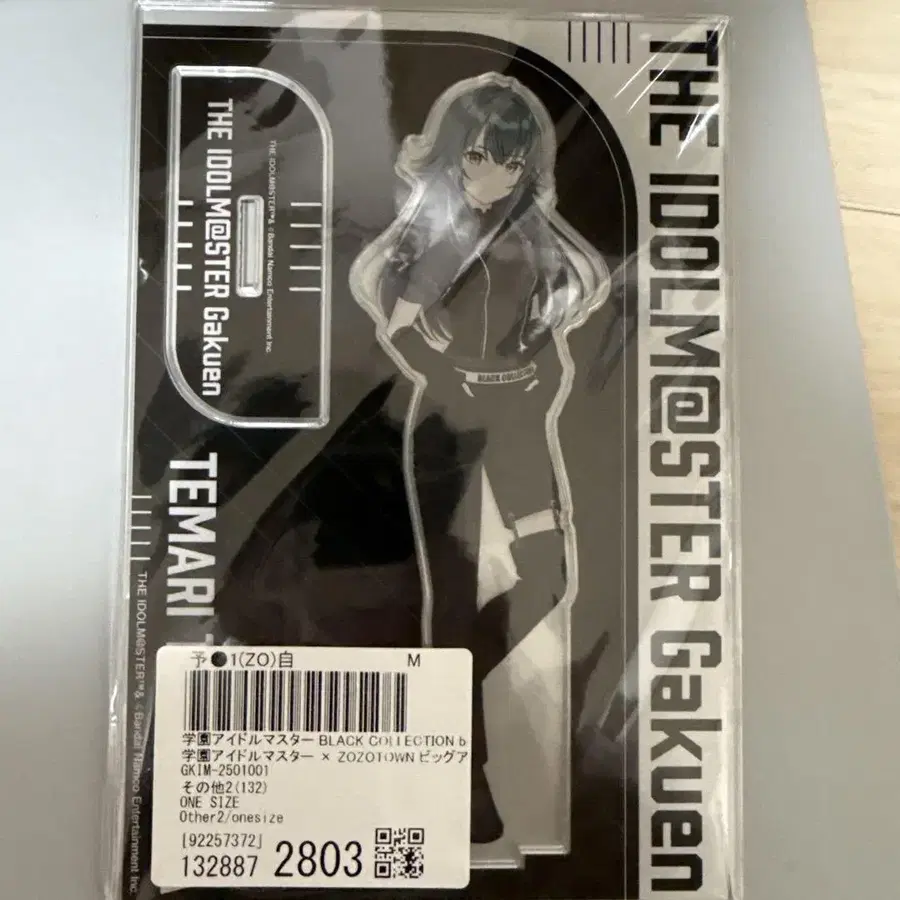 THE IDOLM@STER Gakuen
THE IDOLM@STER Gakuen
THE IDOLM@STER™& ©Bandai Namco Entertainment Inc.
BLACK COLLECTION
TEMARI
THE IDOLM@STER™& ©Bandai Namco Entertainment Inc.
予●1(ZO)自 M
学園アイドルマスター BLACK COLLECTION b
学園アイドルマスター × ZOZOTOWN ビッグア
GKIM-2501001
その他2(132)
ONE SIZE
Other2/onesize
[92257372]
132887 2803